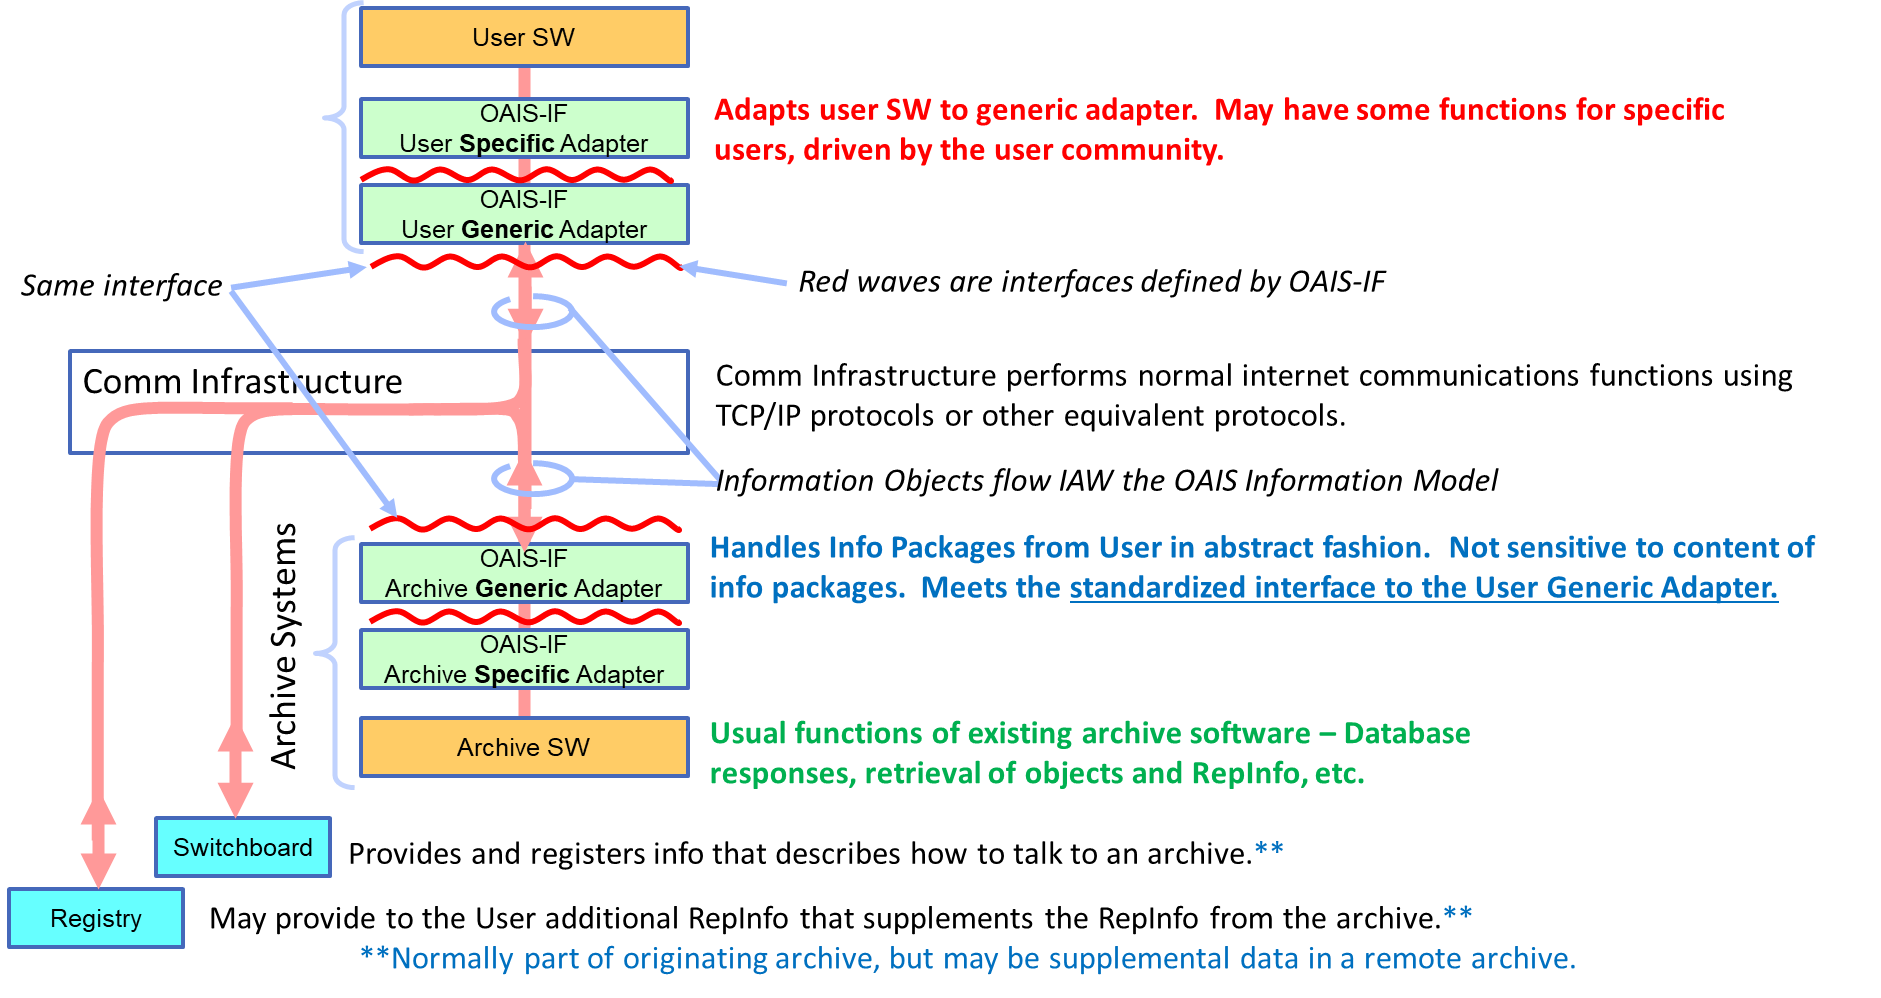 User SW
OAIS-IF
User Specific Adapter
Adapts user SW to generic adapter.  May have some functions for specific
users, driven by the user community.
OAIS-IF
User Generic Adapter
Same interface
Red waves are interfaces defined by OAIS-IF
Comm Infrastructure
Comm Infrastructure performs normal internet communications functions using
TCP/IP protocols or other equivalent protocols.
Information Objects flow IAW the OAIS Information Model
Archive Systems
OAIS-IF
Archive Generic Adapter
Handles Info Packages from User in abstract fashion.  Not sensitive to content of
info packages.  Meets the standardized interface to the User Generic Adapter.
OAIS-IF
Archive Specific Adapter
Archive SW
Usual functions of existing archive software – Database
responses, retrieval of objects and RepInfo, etc.
Switchboard
Provides and registers info that describes how to talk to an archive.**
Registry
May provide to the User additional RepInfo that supplements the RepInfo from the archive.**
**Normally part of originating archive, but may be supplemental data in a remote archive.